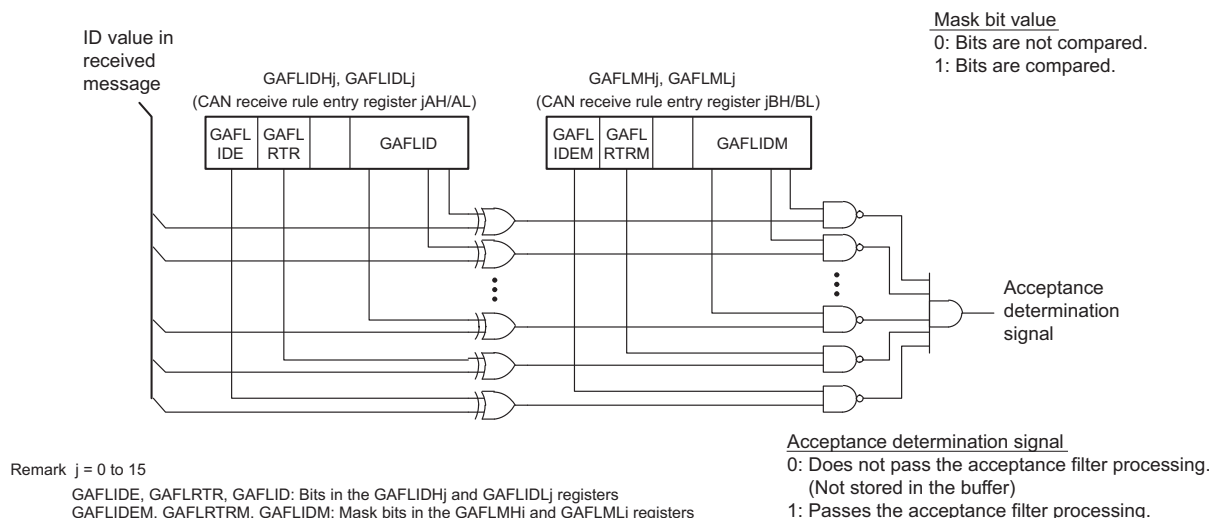 Mask bit value
0: Bits are not compared.
1: Bits are compared.
ID value in
received
message
GAFLIDHj, GAFLIDLj
(CAN receive rule entry register jAH/AL)
GAFLMHj, GAFLMLj
(CAN receive rule entry register jBH/BL)
GAFL
IDE
GAFL
RTR
GAFLID
GAFL
IDEM
GAFL
RTRM
GAFLIDM
Acceptance
determination
signal
Remark j = 0 to 15
GAFLIDE, GAFLRTR, GAFLID: Bits in the GAFLIDHj and GAFLIDLj registers
GAFLIDEM, GAFLRTRM, GAFLIDM: Mask bits in the GAFLMHj and GAFLMLj registers
Acceptance determination signal
0: Does not pass the acceptance filter processing.
(Not stored in the buffer)
1: Passes the acceptance filter processing.